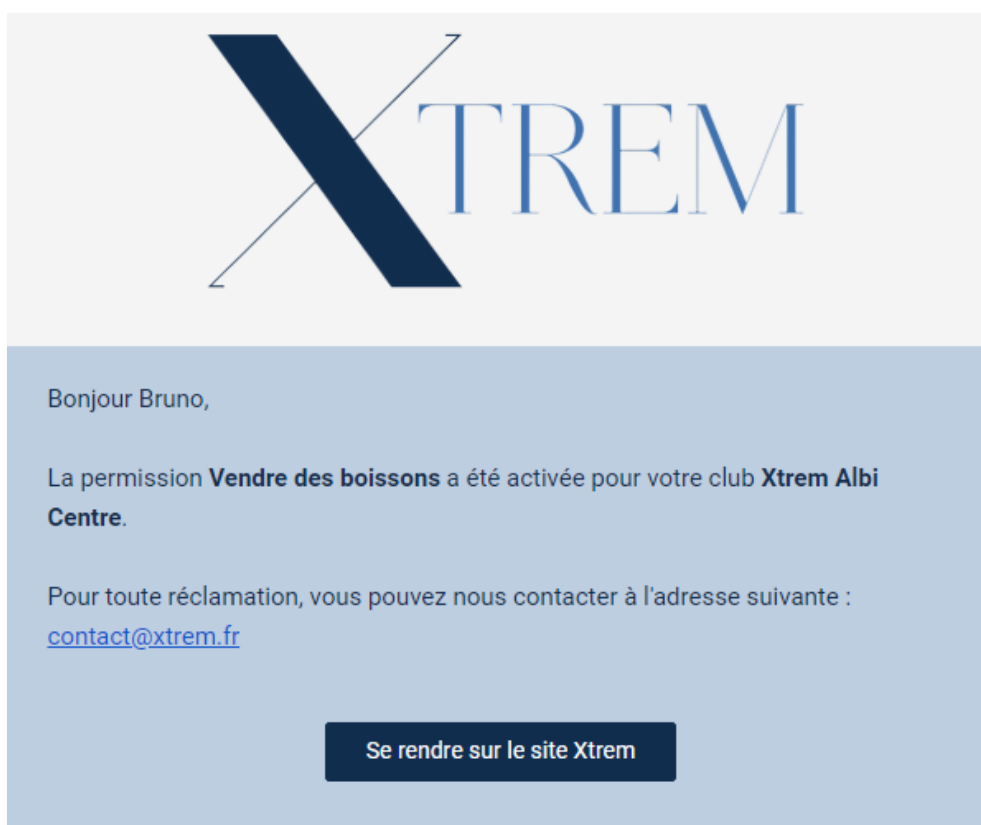 XTREM
Bonjour Bruno,
La permission Vendre des boissons a été activée pour votre club Xtrem Albi
Centre.
Pour toute réclamation, vous pouvez nous contacter à l'adresse suivante :
contact@xtrem.fr
Se rendre sur le site Xtrem